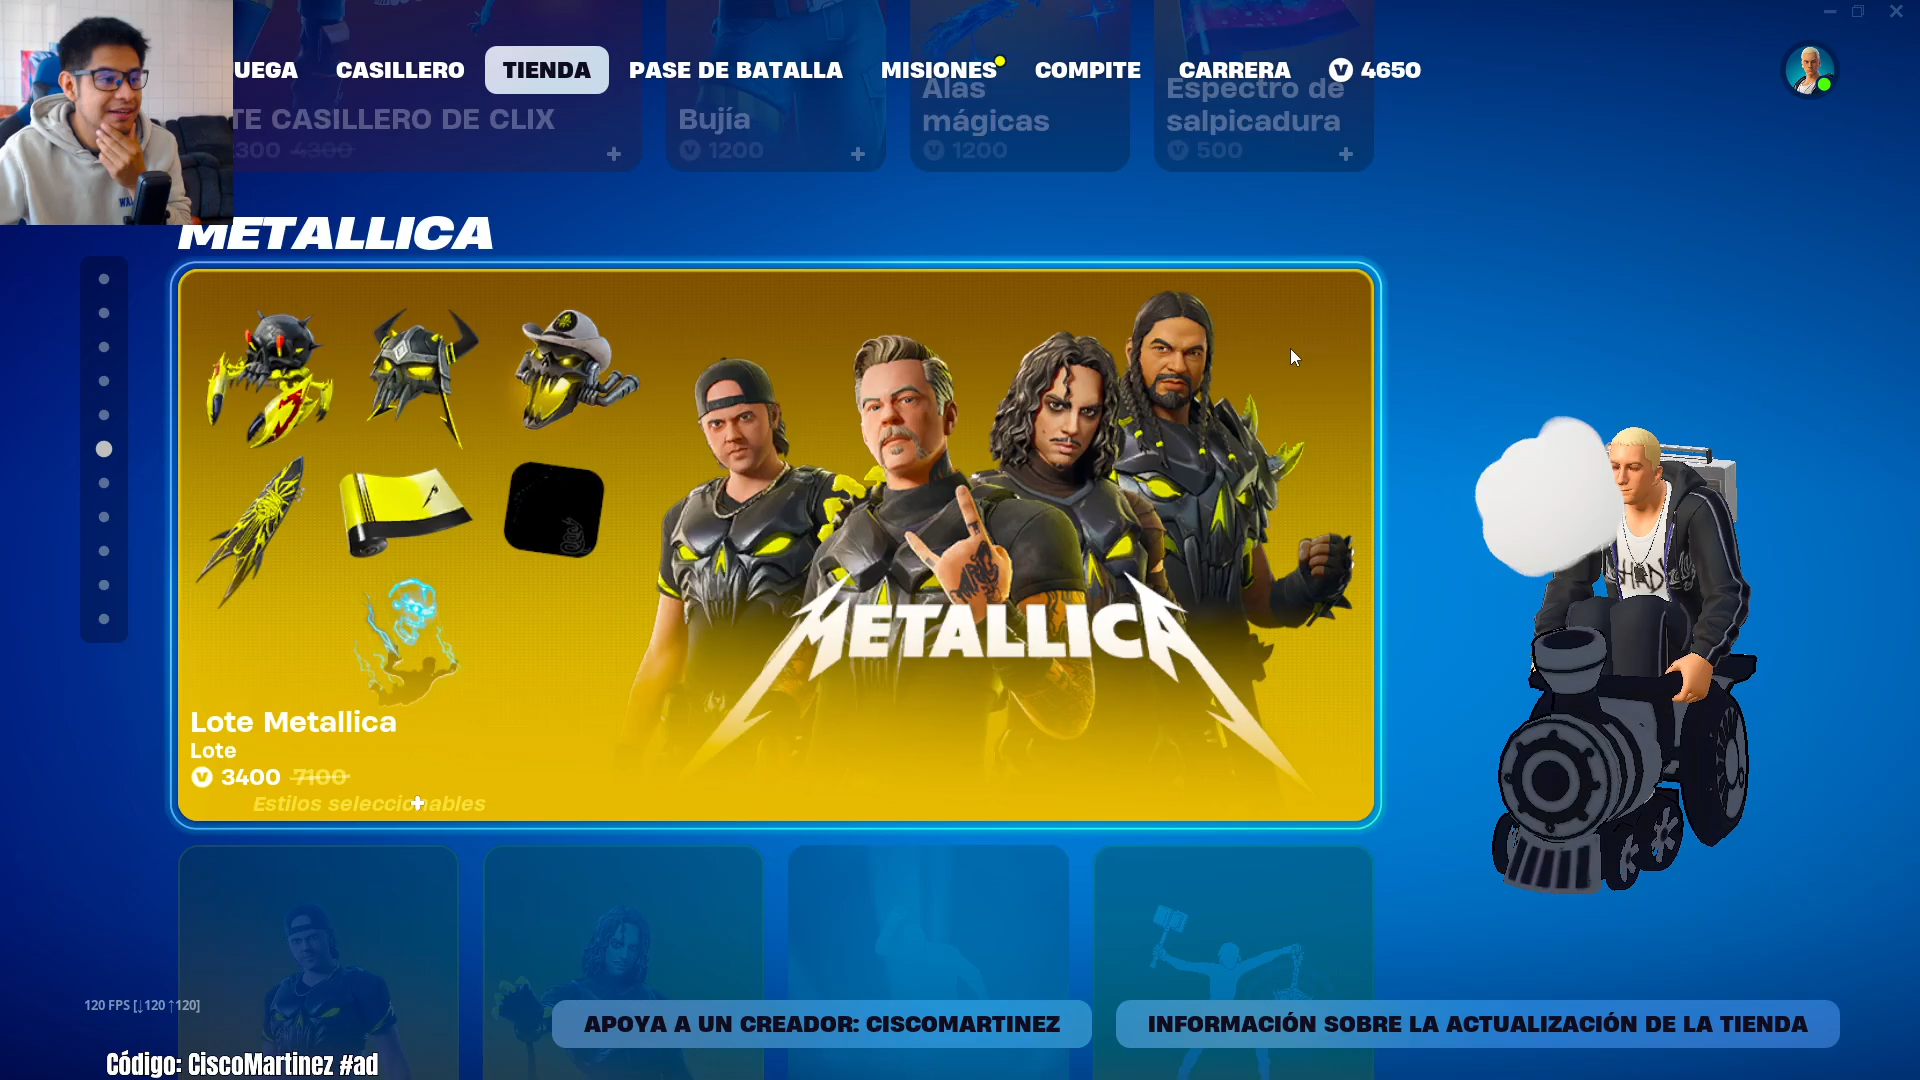 UEGA
CASILLERO
TIENDA
PASE DE BATALLA
MISIONES
COMPITE
CARRERA
4650
TE CASILLERO DE CLIX
300 4300
Bujía
1200
Alas
mágicas
1200
Espectro de
salpicadura
500
METALLICA
METALLICA
Lote Metallica
Lote
3400 7100
Estilos seleccionables
120 FPS [↓120 ↑120]
APOYA A UN CREADOR: CISCOMARTINEZ
INFORMACIÓN SOBRE LA ACTUALIZACIÓN DE LA TIENDA
Código: CiscoMartinez #ad